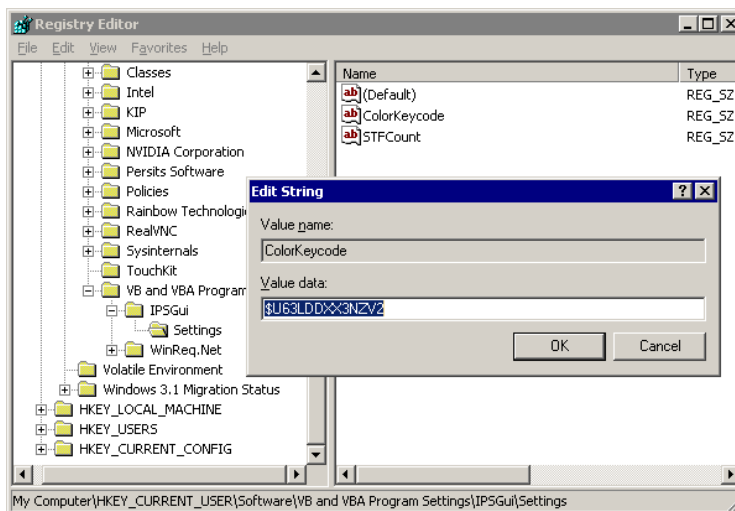 Registry Editor
File Edit View Favorites Help
Classes
Intel
KIP
Microsoft
NVIDIA Corporation
Persits Software
Policies
Rainbow Technologi
RealVNC
Sysinternals
TouchKit
VB and VBA Program
IPSGui
Settings
WinReq.Net
Volatile Environment
Windows 3.1 Migration Status
HKEY_LOCAL_MACHINE
HKEY_USERS
HKEY_CURRENT_CONFIG
Name Type
ab (Default) REG_SZ
ab ColorKeycode REG_SZ
ab STFCount REG_SZ
Edit String
Value name:
ColorKeycode
Value data:
$U63LDDXX3NZV2
OK Cancel
My Computer\HKEY_CURRENT_USER\Software\VB and VBA Program Settings\IPSGui\Settings